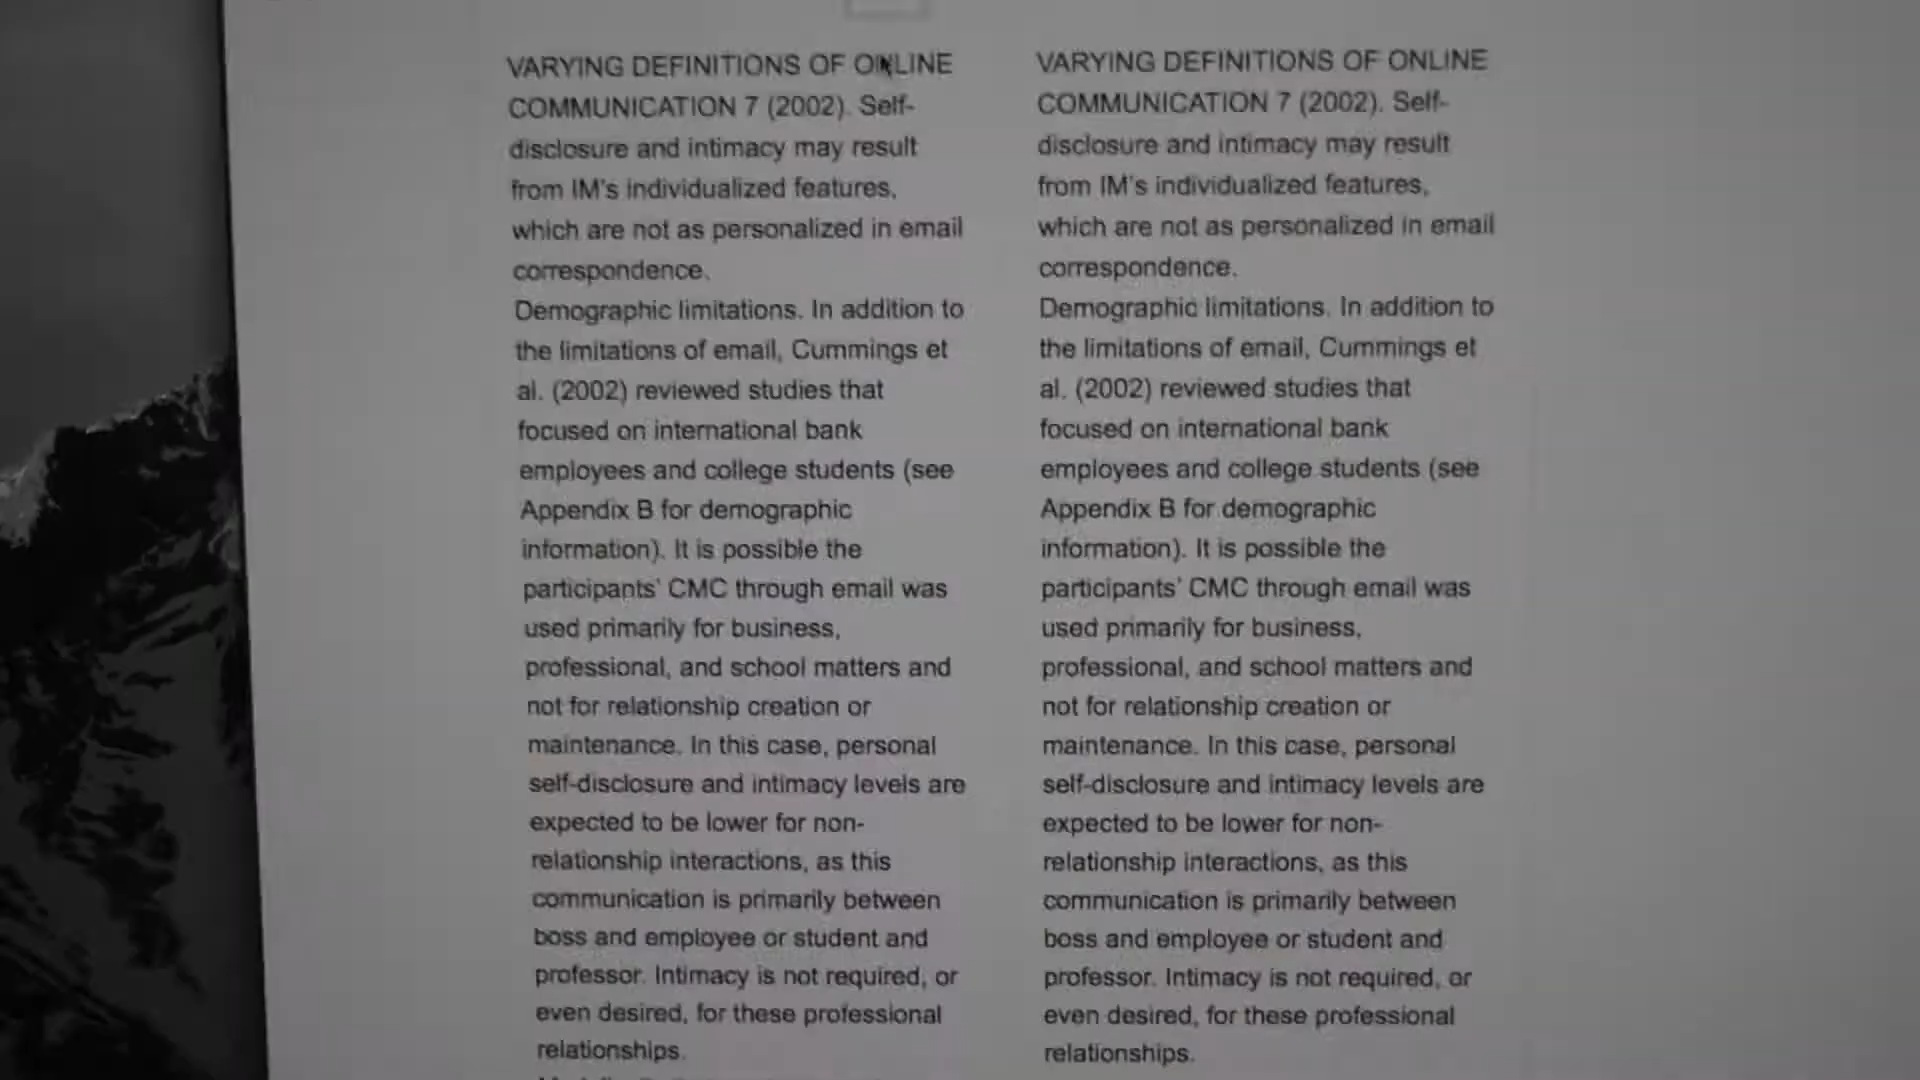 VARYING DEFINITIONS OF ONLINE
COMMUNICATION 7 (2002). Self-
disclosure and intimacy may result
from IM's individualized features,
which are not as personalized in email
correspondence.
Demographic limitations. In addition to
the limitations of email, Cummings et
al. (2002) reviewed studies that
focused on international bank
employees and college students (see
Appendix B for demographic
information). It is possible the
participants' CMC through email was
used primarily for business,
professional, and school matters and
not for relationship creation or
maintenance. In this case, personal
self-disclosure and intimacy levels are
expected to be lower for non-
relationship interactions, as this
communication is primarily between
boss and employee or student and
professor. Intimacy is not required, or
even desired, for these professional
relationships.
VARYING DEFINITIONS OF ONLINE
COMMUNICATION 7 (2002). Self-
disclosure and intimacy may result
from IM's individualized features,
which are not as personalized in email
correspondence.
Demographic limitations. In addition to
the limitations of email, Cummings et
al. (2002) reviewed studies that
focused on international bank
employees and college students (see
Appendix B for demographic
information). It is possible the
participants' CMC through email was
used primarily for business,
professional, and school matters and
not for relationship creation or
maintenance. In this case, personal
self-disclosure and intimacy levels are
expected to be lower for non-
relationship interactions, as this
communication is primarily between
boss and employee or student and
professor. Intimacy is not required, or
even desired, for these professional
relationships.